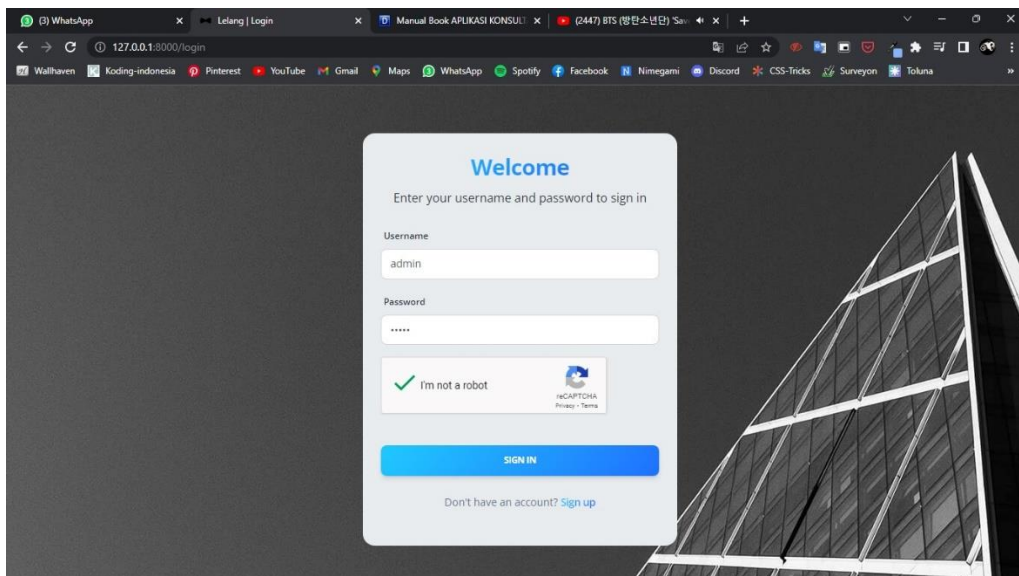 (3) WhatsApp
Lelang | Login
Manual Book APLIKASI KONSUL
(2447) BTS (방탄소년단) 'Sav
127.0.0.1:8000/login
Wallhaven
Koding-indonesia
Pinterest
YouTube
Gmail
Maps
WhatsApp
Spotify
Facebook
Nimegami
Discord
CSS-Tricks
Surveyon
Toluna
Welcome
Enter your username and password to sign in
Username
admin
Password
•••••
I'm not a robot
reCAPTCHA
Privacy - Terms
SIGN IN
Don't have an account? Sign up